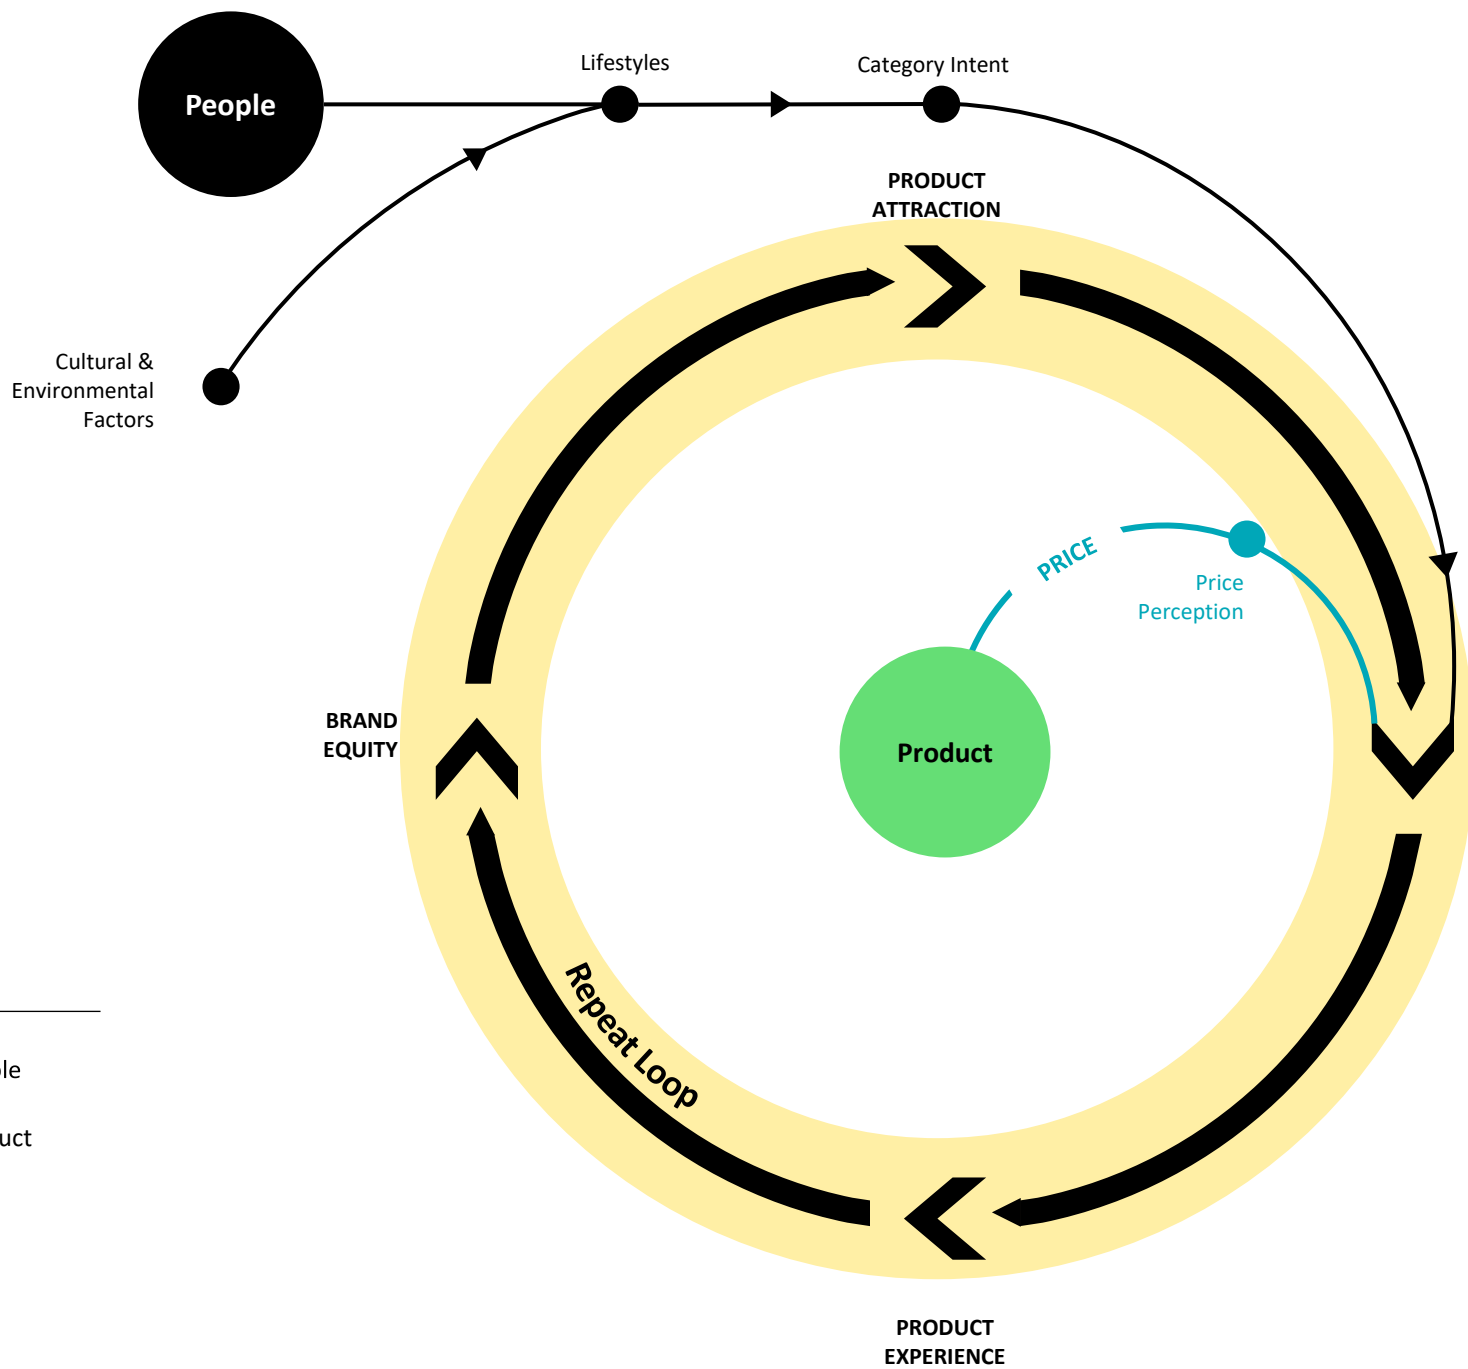 People
Lifestyles
Category Intent
PRODUCT
ATTRACTION
Cultural &
Environmental
Factors
PRICE
Price
Perception
BRAND
EQUITY
Product
Repeat Loop
PRODUCT
EXPERIENCE